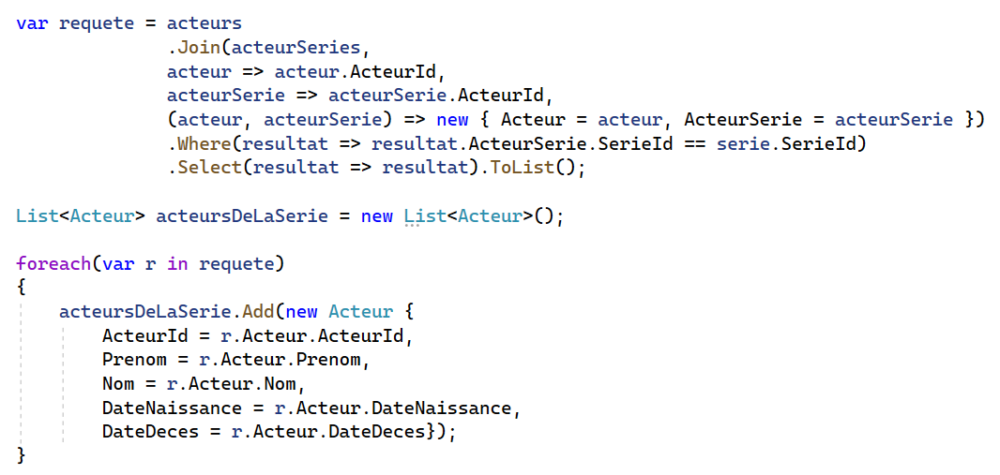 var requete = acteurs
.Join(acteurSeries,
acteur => acteur.ActeurId,
acteurSerie => acteurSerie.ActeurId,
(acteur, acteurSerie) => new { Acteur = acteur, ActeurSerie = acteurSerie })
.Where(resultat => resultat.ActeurSerie.SerieId == serie.SerieId)
.Select(resultat => resultat).ToList();
List<Acteur> acteursDeLaSerie = new List<Acteur>();
foreach(var r in requete)
{
acteursDeLaSerie.Add(new Acteur {
ActeurId = r.Acteur.ActeurId,
Prenom = r.Acteur.Prenom,
Nom = r.Acteur.Nom,
DateNaissance = r.Acteur.DateNaissance,
DateDeces = r.Acteur.DateDeces});
}